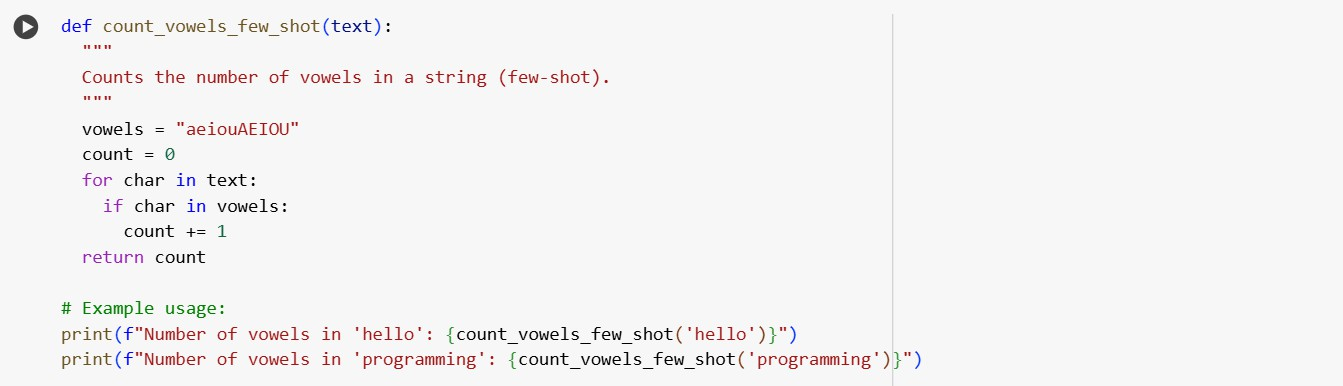 def count_vowels_few_shot(text):
  """
  Counts the number of vowels in a string (few-shot).
  """
  vowels = "aeiouAEIOU"
  count = 0
  for char in text:
    if char in vowels:
      count += 1
  return count

# Example usage:
print(f"Number of vowels in 'hello': {count_vowels_few_shot('hello')}")
print(f"Number of vowels in 'programming': {count_vowels_few_shot('programming')}")